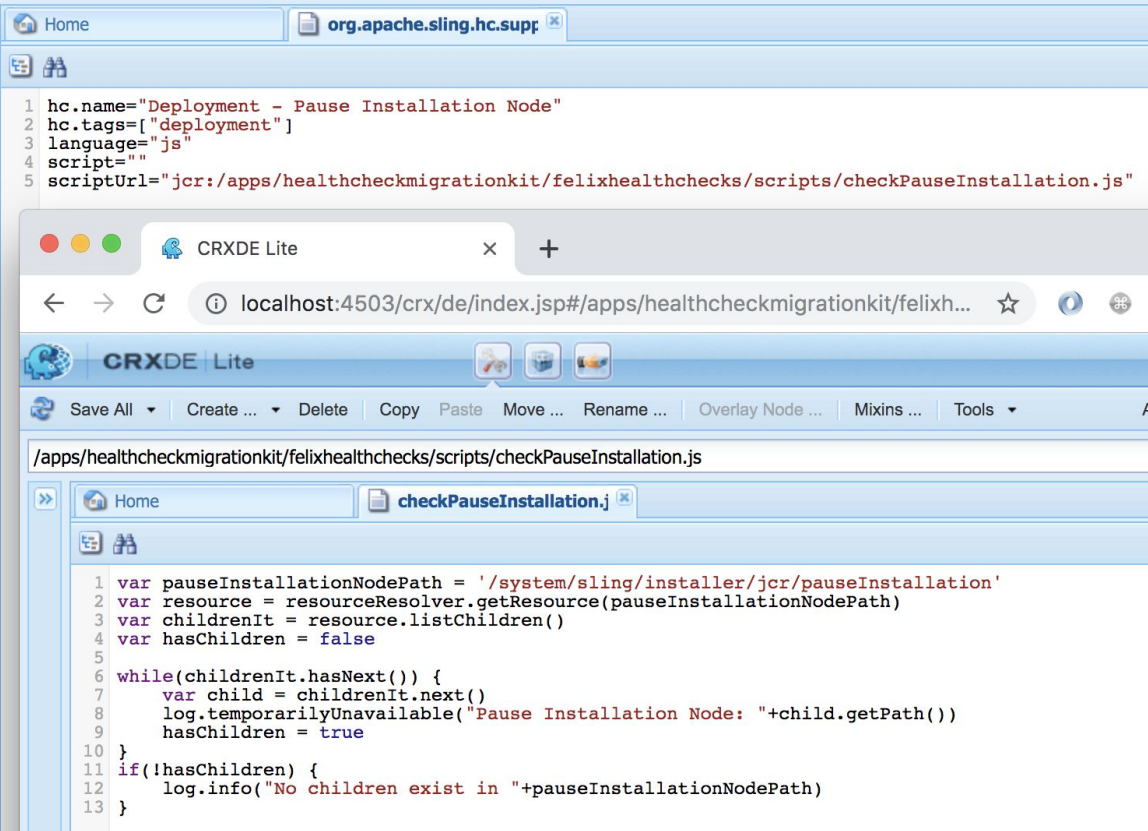 Home
org.apache.sling.hc.supp
1 hc.name="Deployment - Pause Installation Node"
2 hc.tags=["deployment"]
3 language="js"
4 script=""
5 scriptUrl="jcr:/apps/healthcheckmigrationkit/felixhealthchecks/scripts/checkPauseInstallation.js"
CRXDE Lite
localhost:4503/crx/de/index.jsp#/apps/healthcheckmigrationkit/felixh...
CRXDE Lite
Save All Create ... Delete Copy Paste Move ... Rename ... Overlay Node ... Mixins ... Tools A
/apps/healthcheckmigrationkit/felixhealthchecks/scripts/checkPauseInstallation.js
Home
checkPauseInstallation.j
1 var pauseInstallationNodePath = '/system/sling/installer/jcr/pauseInstallation'
2 var resource = resourceResolver.getResource(pauseInstallationNodePath)
3 var childrenIt = resource.listChildren()
4 var hasChildren = false
5
6 while(childrenIt.hasNext()) {
7     var child = childrenIt.next()
8     log.temporarilyUnavailable("Pause Installation Node: "+child.getPath())
9     hasChildren = true
10 }
11 if(!hasChildren) {
12     log.info("No children exist in "+pauseInstallationNodePath)
13 }